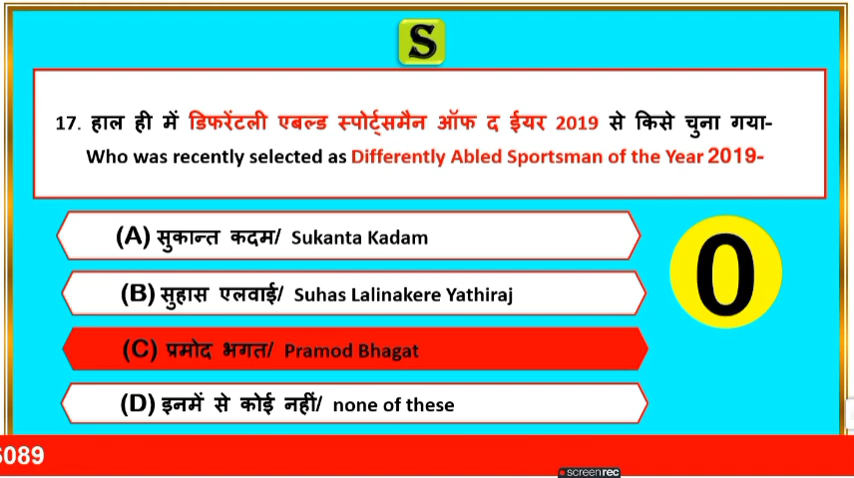 S
17. हाल ही में डिफरेंटली एबल्ड स्पोर्ट्समैन ऑफ द ईयर 2019 से किसे चुना गया-
Who was recently selected as Differently Abled Sportsman of the Year 2019-
(A) सुकान्त कदम/ Sukanta Kadam
(B) सुहास एलवाई/ Suhas Lalinakere Yathiraj
0
(C) प्रमोद भगत/ Pramod Bhagat
(D) इनमें से कोई नहीं/ none of these
6089
screenrec